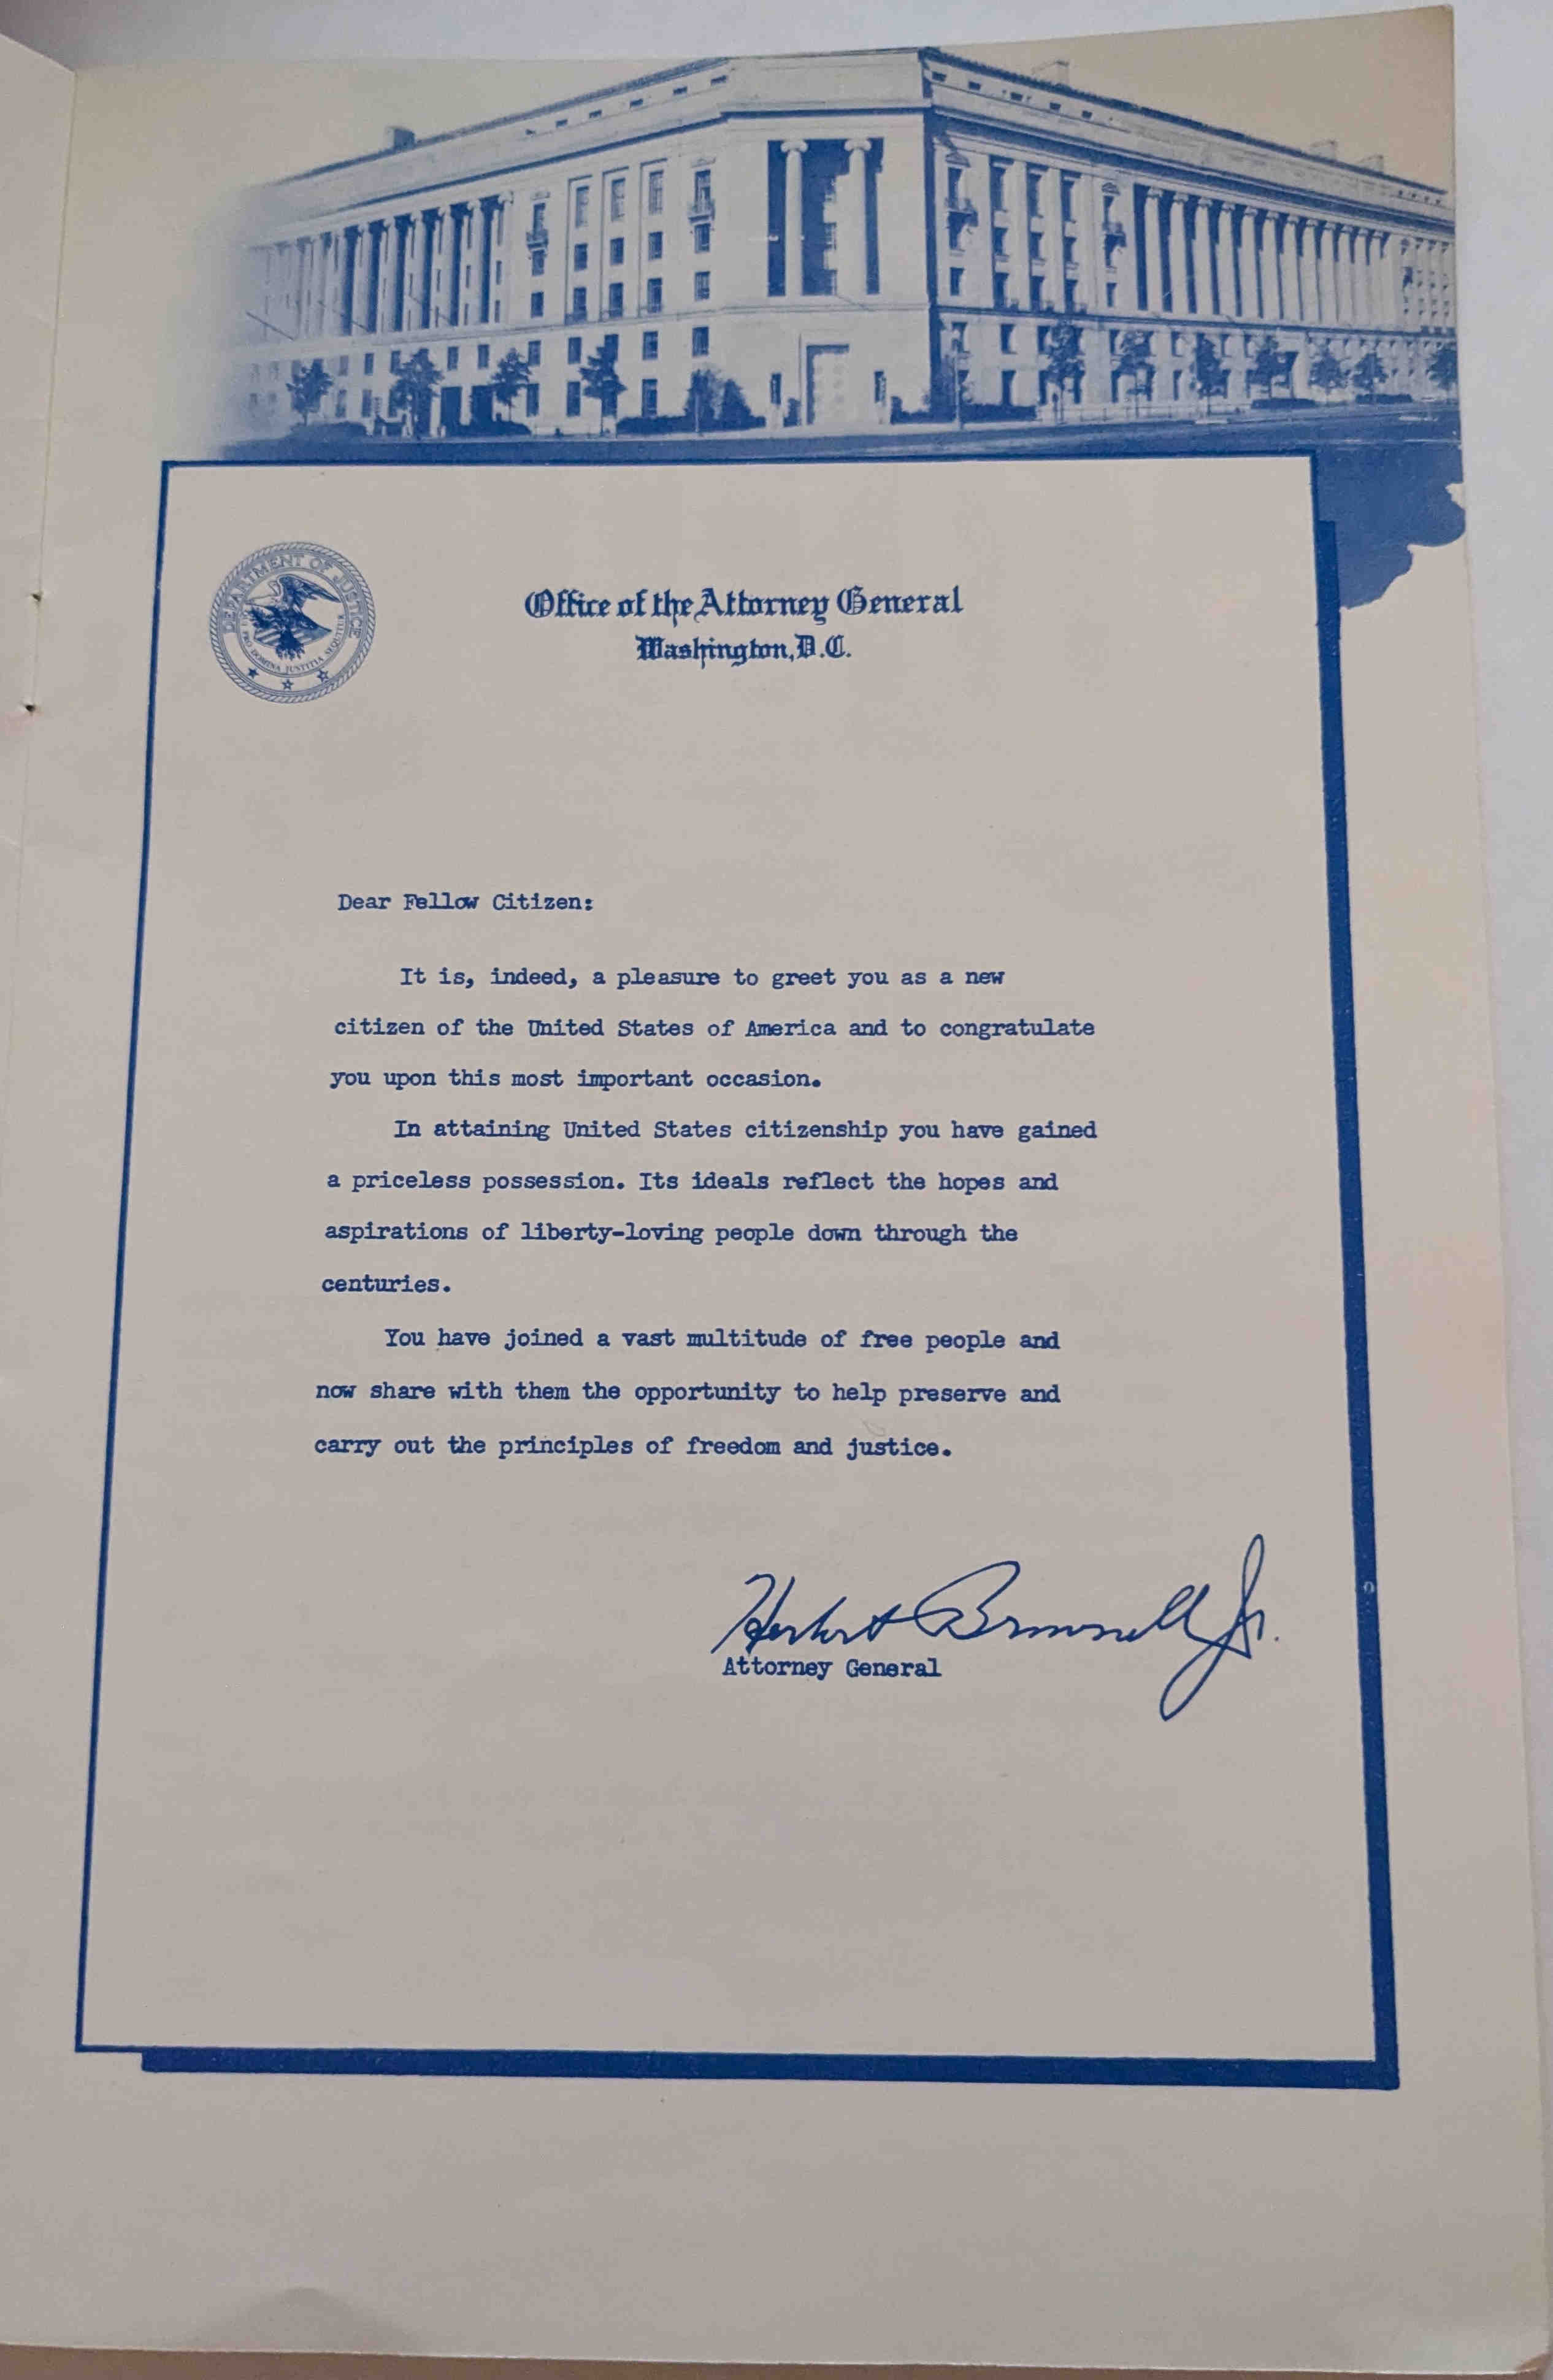 DEPARTMENT OF JUSTICE
QUI PRO DOMINA JUSTITIA SEQUITUR
Office of the Attorney General
Washington, D.C.
Dear Fellow Citizen:
It is, indeed, a pleasure to greet you as a new
citizen of the United States of America and to congratulate
you upon this most important occasion.
In attaining United States citizenship you have gained
a priceless possession. Its ideals reflect the hopes and
aspirations of liberty-loving people down through the
centuries.
You have joined a vast multitude of free people and
now share with them the opportunity to help preserve and
carry out the principles of freedom and justice.
Herbert Brownell Jr.
Attorney General